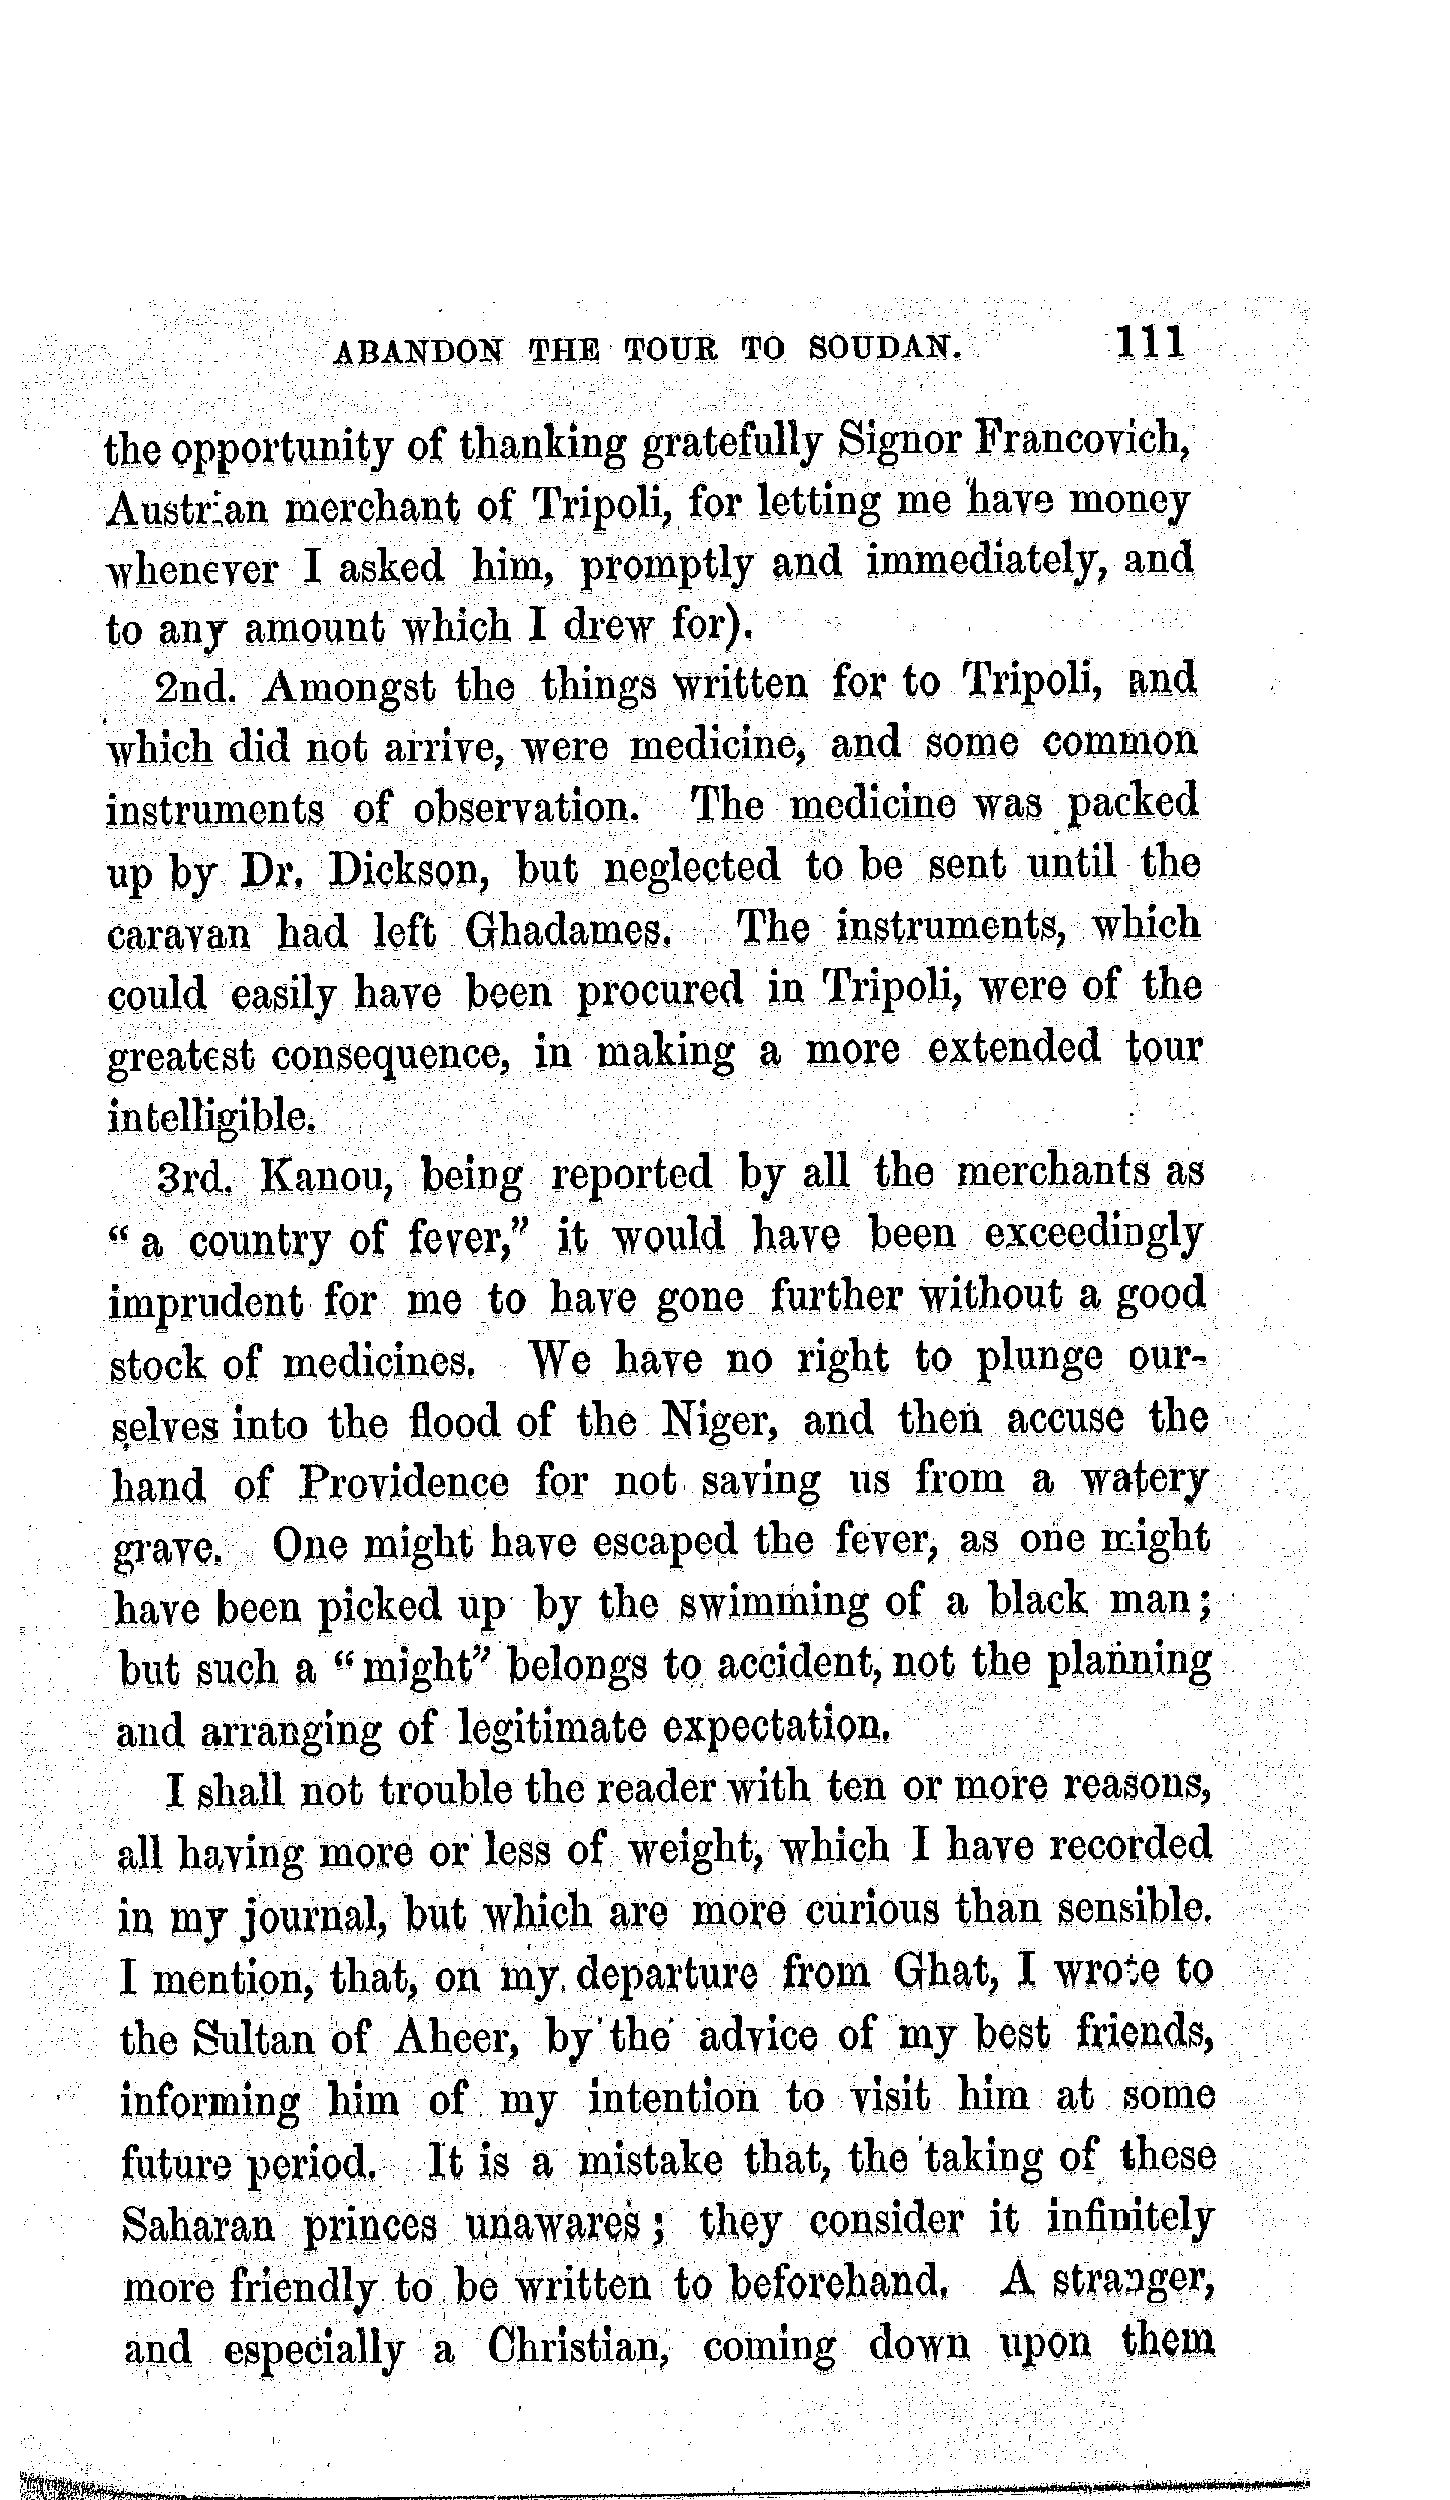 ABANDON THE TOUR TO SOUDAN. 111
the opportunity of thanking gratefully Signor Francovich,
Austrian merchant of Tripoli, for letting me have money
whenever I asked him, promptly and immediately, and
to any amount which I drew for).
2nd. Amongst the things written for to Tripoli, and
which did not arrive, were medicine, and some common
instruments of observation. The medicine was packed
up by Dr. Dickson, but neglected to be sent until the
caravan had left Ghadames. The instruments, which
could easily have been procured in Tripoli, were of the
greatest consequence, in making a more extended tour
intelligible.
3rd. Kanou, being reported by all the merchants as
“a country of fever,” it would have been exceedingly
imprudent for me to have gone further without a good
stock of medicines. We have no right to plunge our-
selves into the flood of the Niger, and then accuse the
hand of Providence for not saving us from a watery
grave. One might have escaped the fever, as one might
have been picked up by the swimming of a black man;
but such a “might” belongs to accident, not the planning
and arranging of legitimate expectation.
I shall not trouble the reader with ten or more reasons,
all having more or less of weight, which I have recorded
in my journal, but which are more curious than sensible.
I mention, that, on my departure from Ghat, I wrote to
the Sultan of Aheer, by the advice of my best friends,
informing him of my intention to visit him at some
future period. It is a mistake that, the taking of these
Saharan princes unawares; they consider it infinitely
more friendly to be written to beforehand. A stranger,
and especially a Christian, coming down upon them